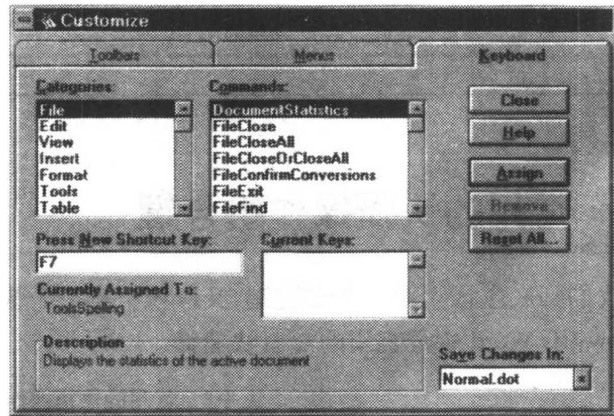 Customize
Toolbars Menus Keyboard
Categories: Commands:
File
Edit
View
Insert
Format
Tools
Table
DocumentStatistics
FileClose
FileCloseAll
FileCloseOrCloseAll
FileConfirmConversions
FileExit
FileFind
Close
Help
Assign
Remove
Reset All...
Press New Shortcut Key: Current Keys:
F7
Currently Assigned To:
ToolsSpelling
Description
Displays the statistics of the active document
Save Changes In:
Normal.dot